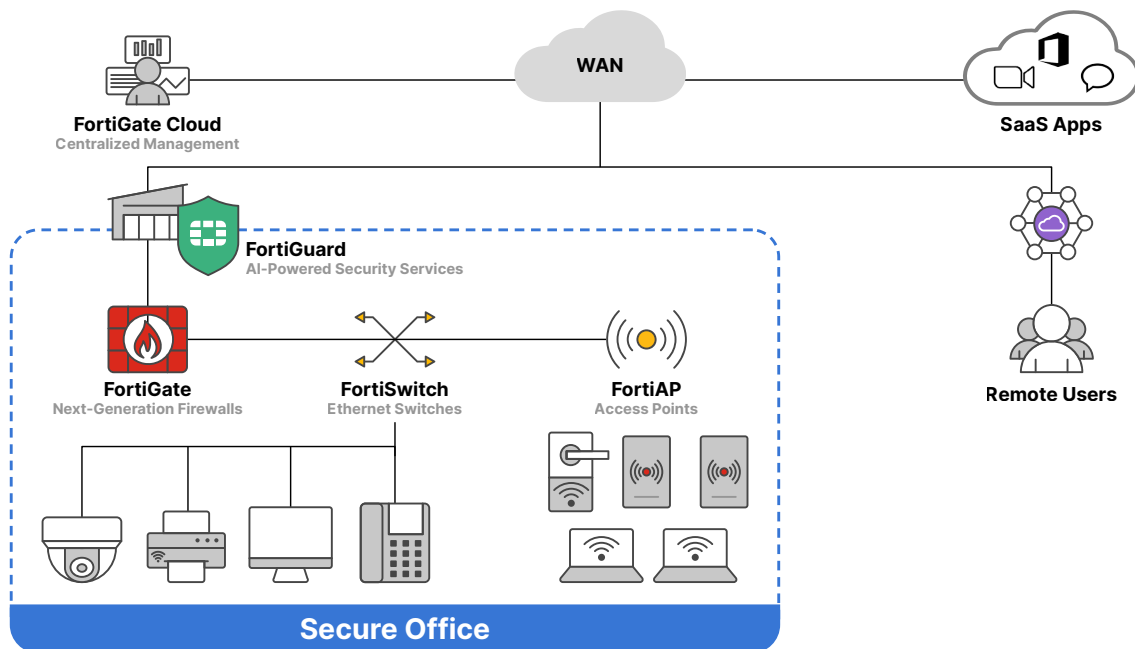 WAN
FortiGate Cloud
Centralized Management
SaaS Apps
FortiGuard
AI-Powered Security Services
FortiGate
Next-Generation Firewalls
FortiSwitch
Ethernet Switches
FortiAP
Access Points
Remote Users
Secure Office